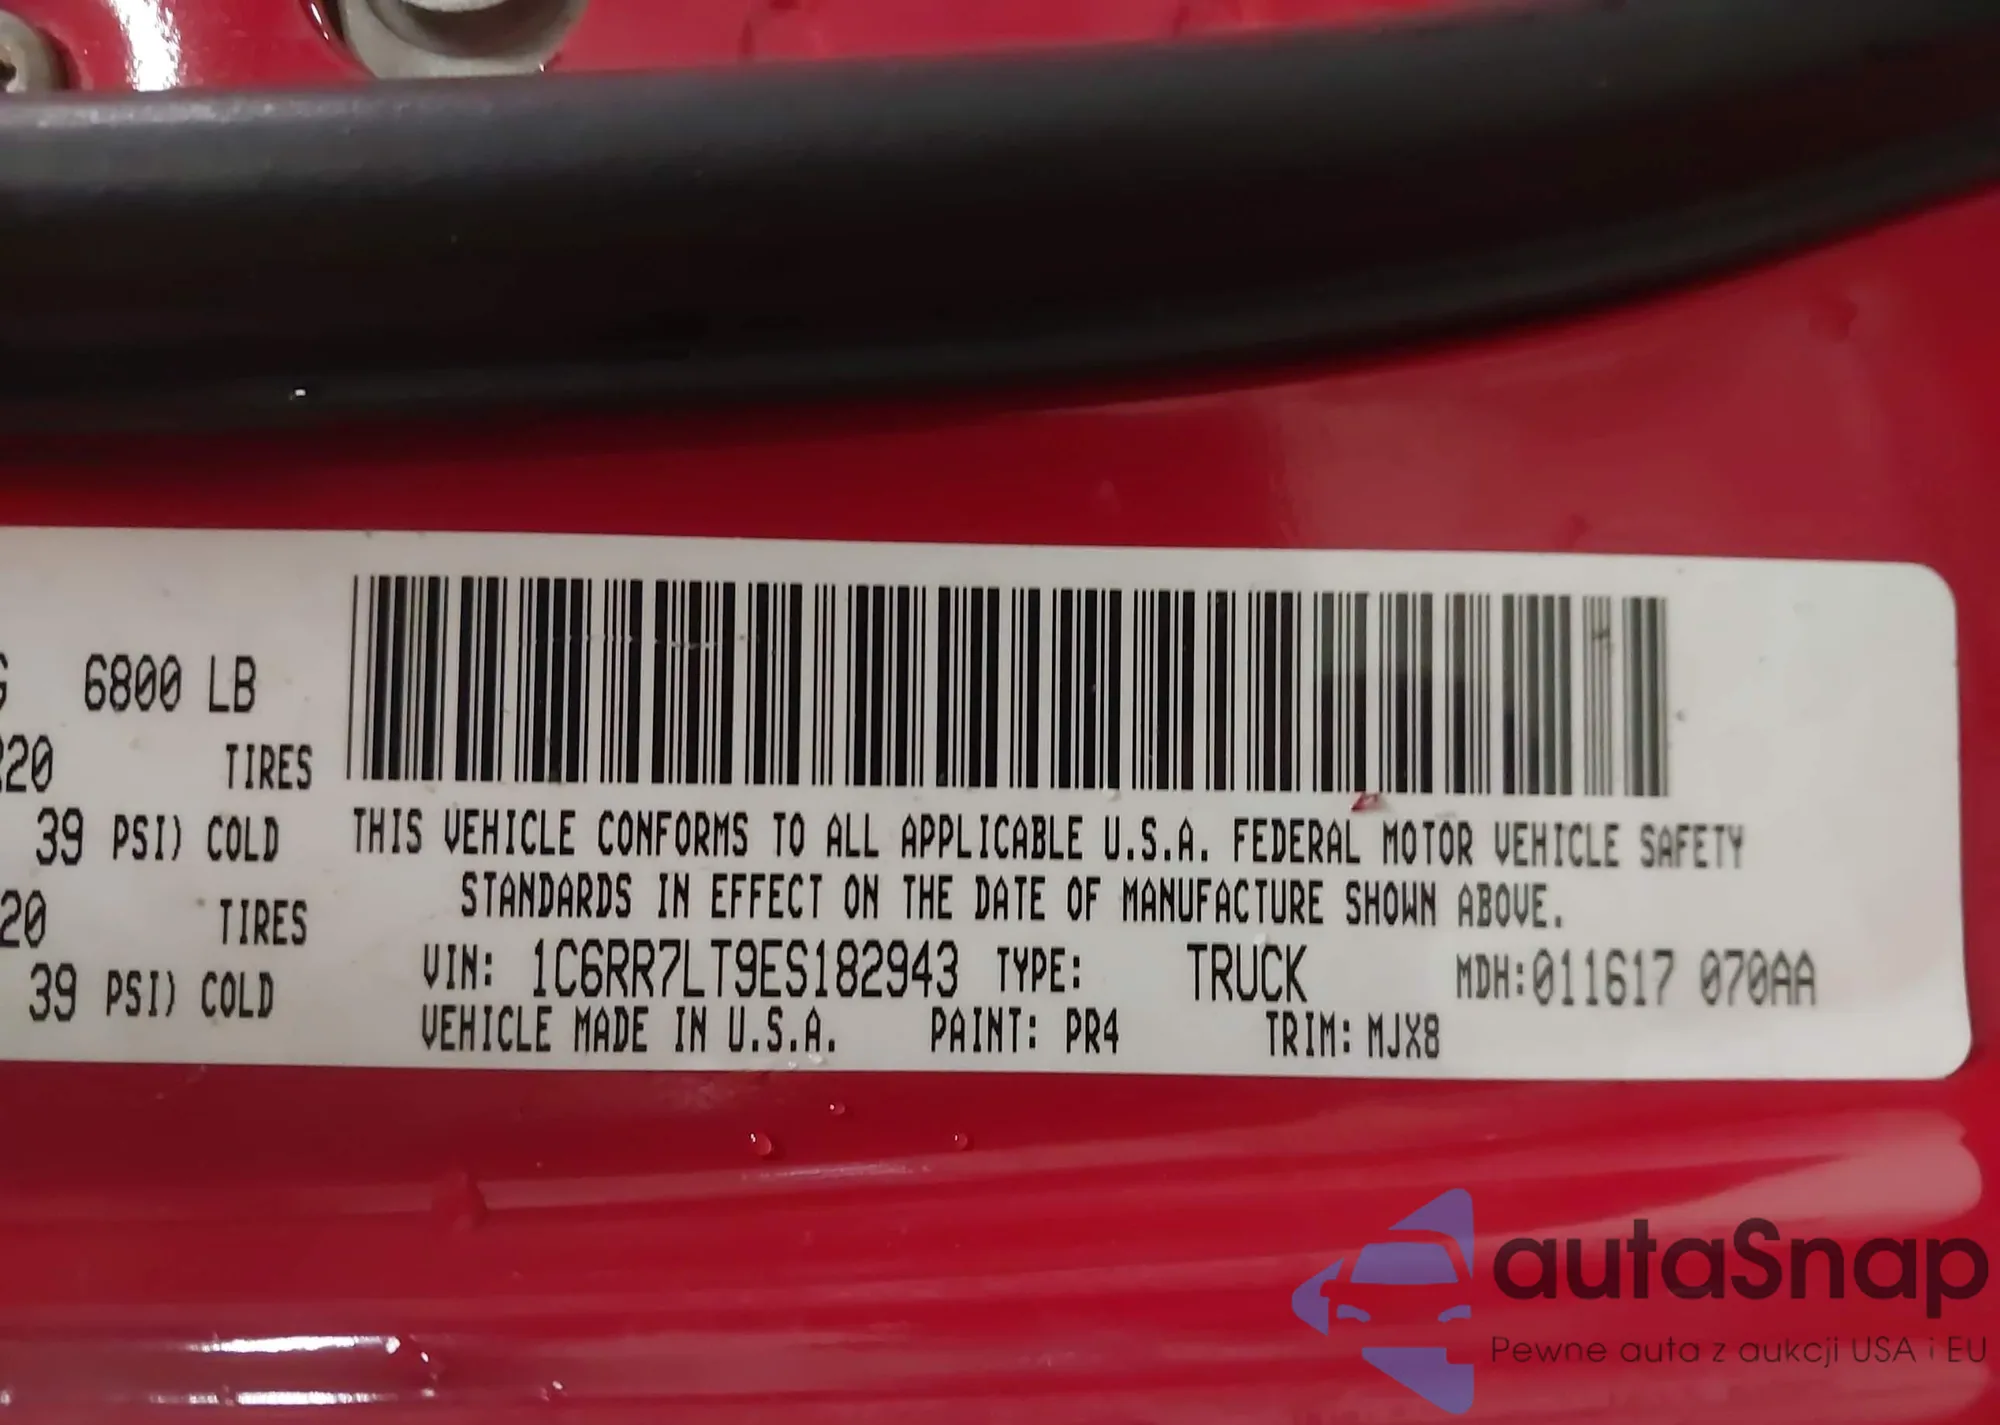 6800 LB
20 TIRES
39 PSI) COLD
20 TIRES
39 PSI) COLD
THIS VEHICLE CONFORMS TO ALL APPLICABLE U.S.A. FEDERAL MOTOR VEHICLE SAFETY
STANDARDS IN EFFECT ON THE DATE OF MANUFACTURE SHOWN ABOVE.
VIN: 1C6RR7LT9ES182943 TYPE: TRUCK MDH:011617 070AA
VEHICLE MADE IN U.S.A. PAINT: PR4 TRIM: MJX8
autaSnap
Pewne auta z aukcji USA i EU